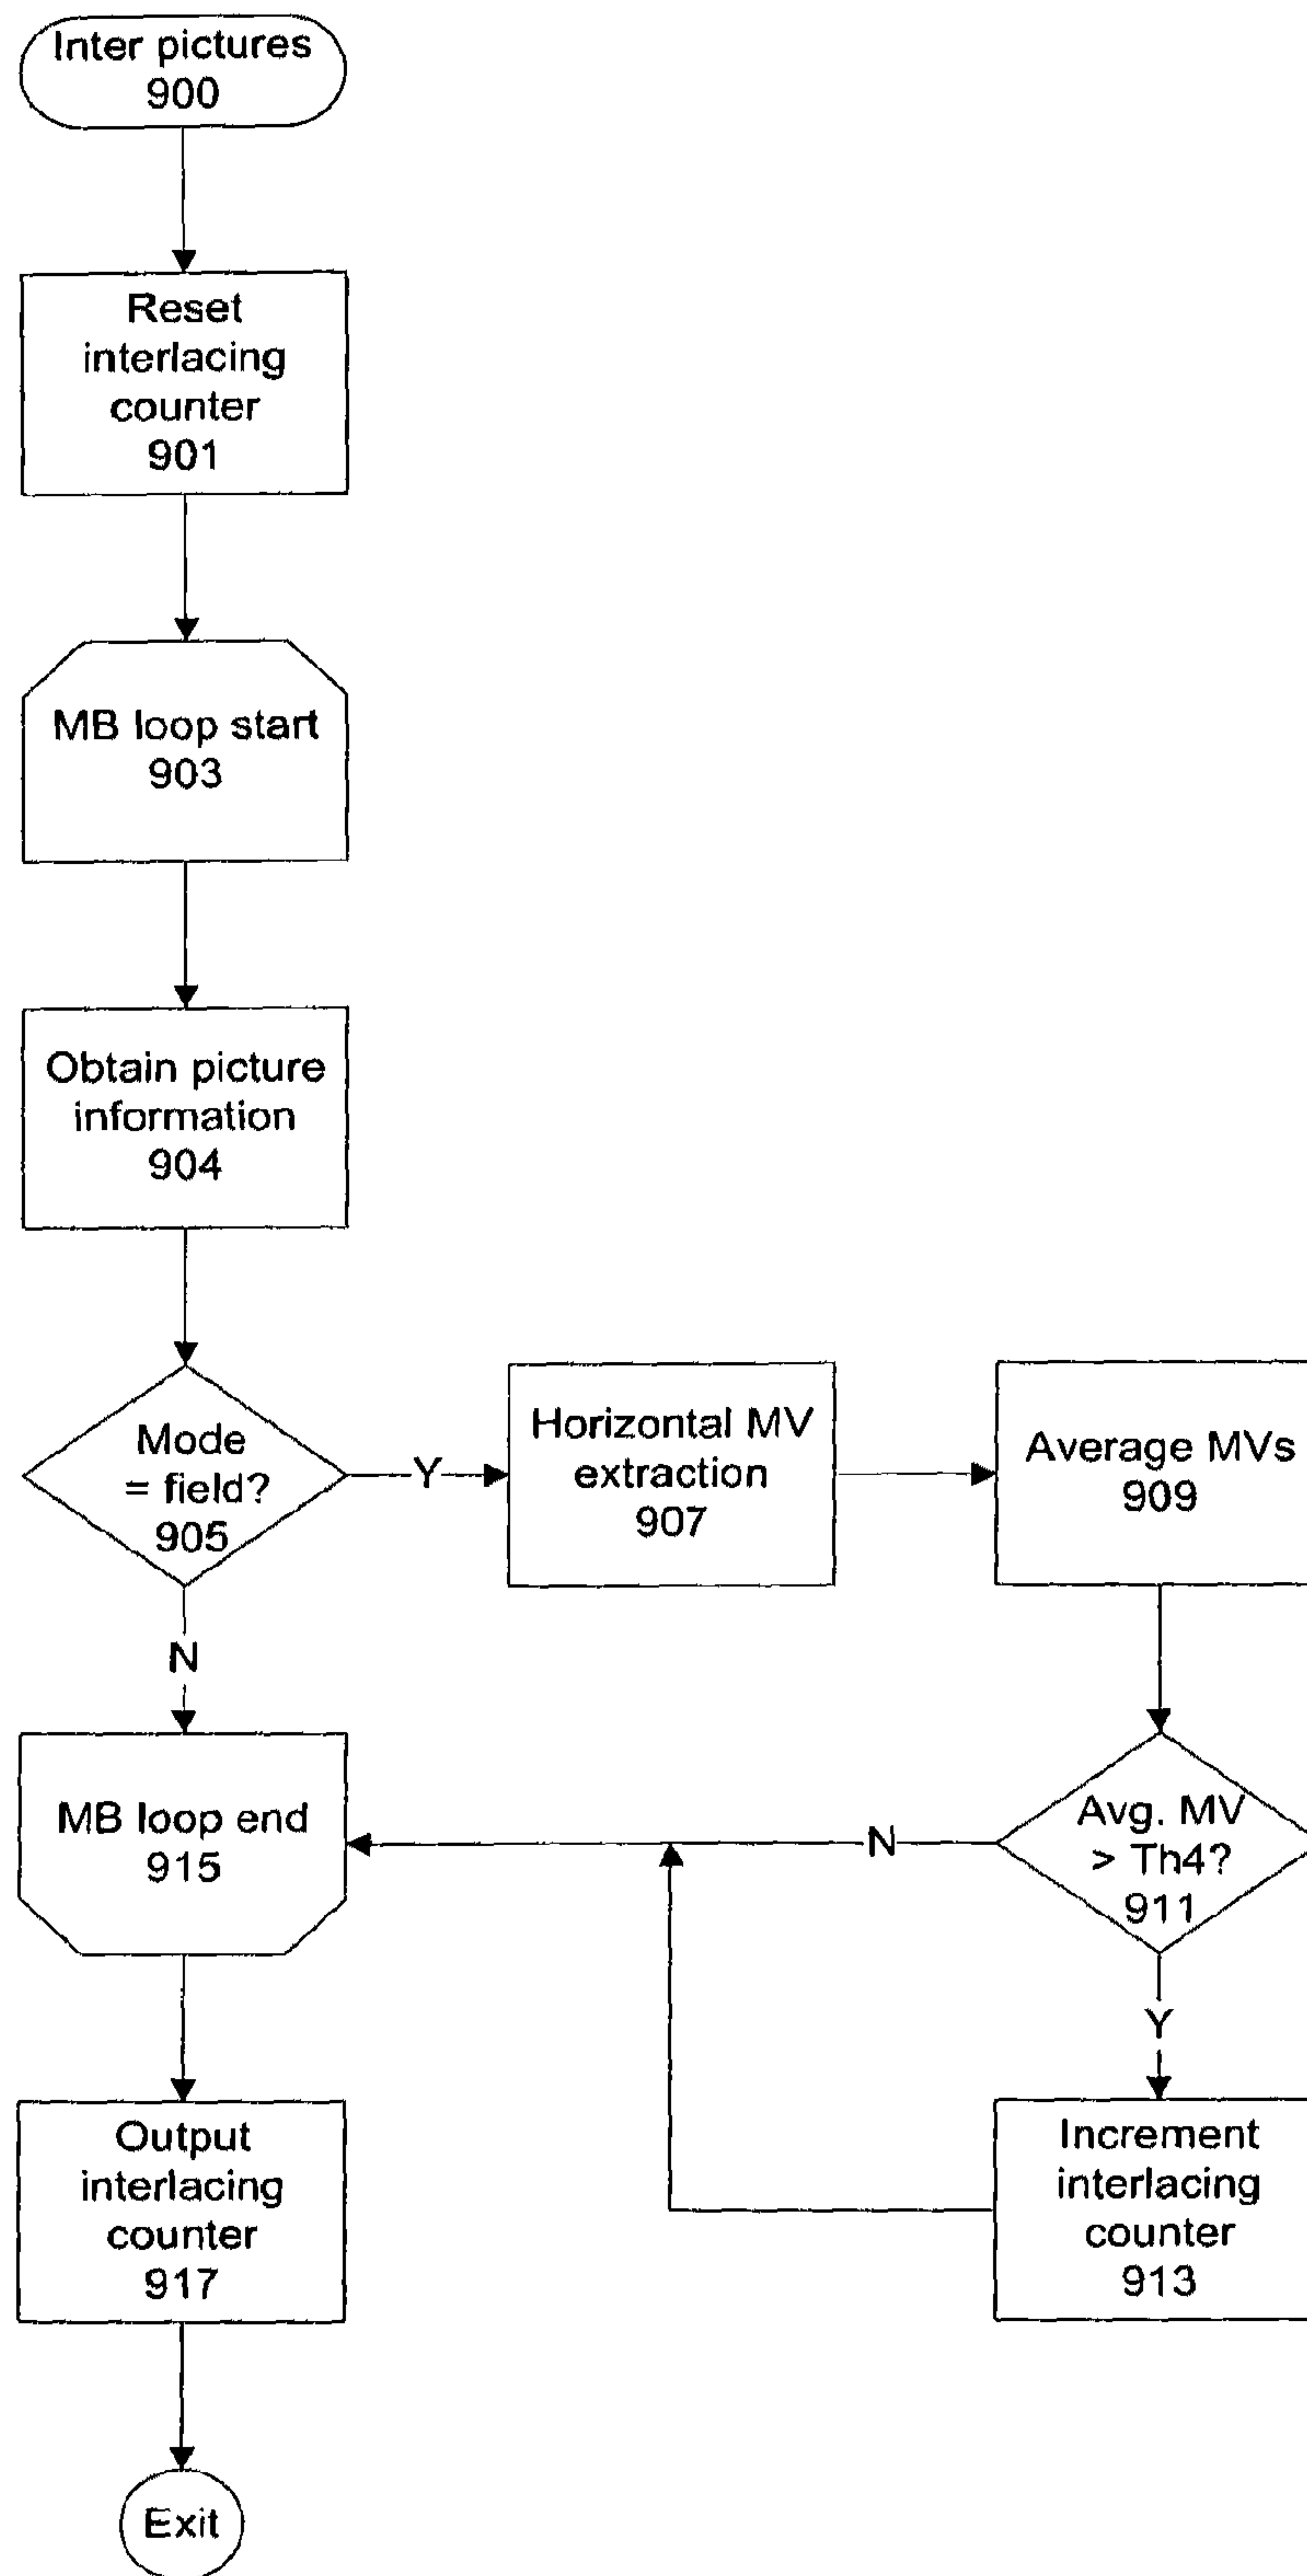 Inter pictures
900
Reset
interlacing
counter
901
MB loop start
903
Obtain picture
information
904
Mode
= field?
905
Y
Horizontal MV
extraction
907
Average MVs
909
N
MB loop end
915
Avg. MV
> Th4?
911
N
Y
Output
interlacing
counter
917
Increment
interlacing
counter
913
Exit